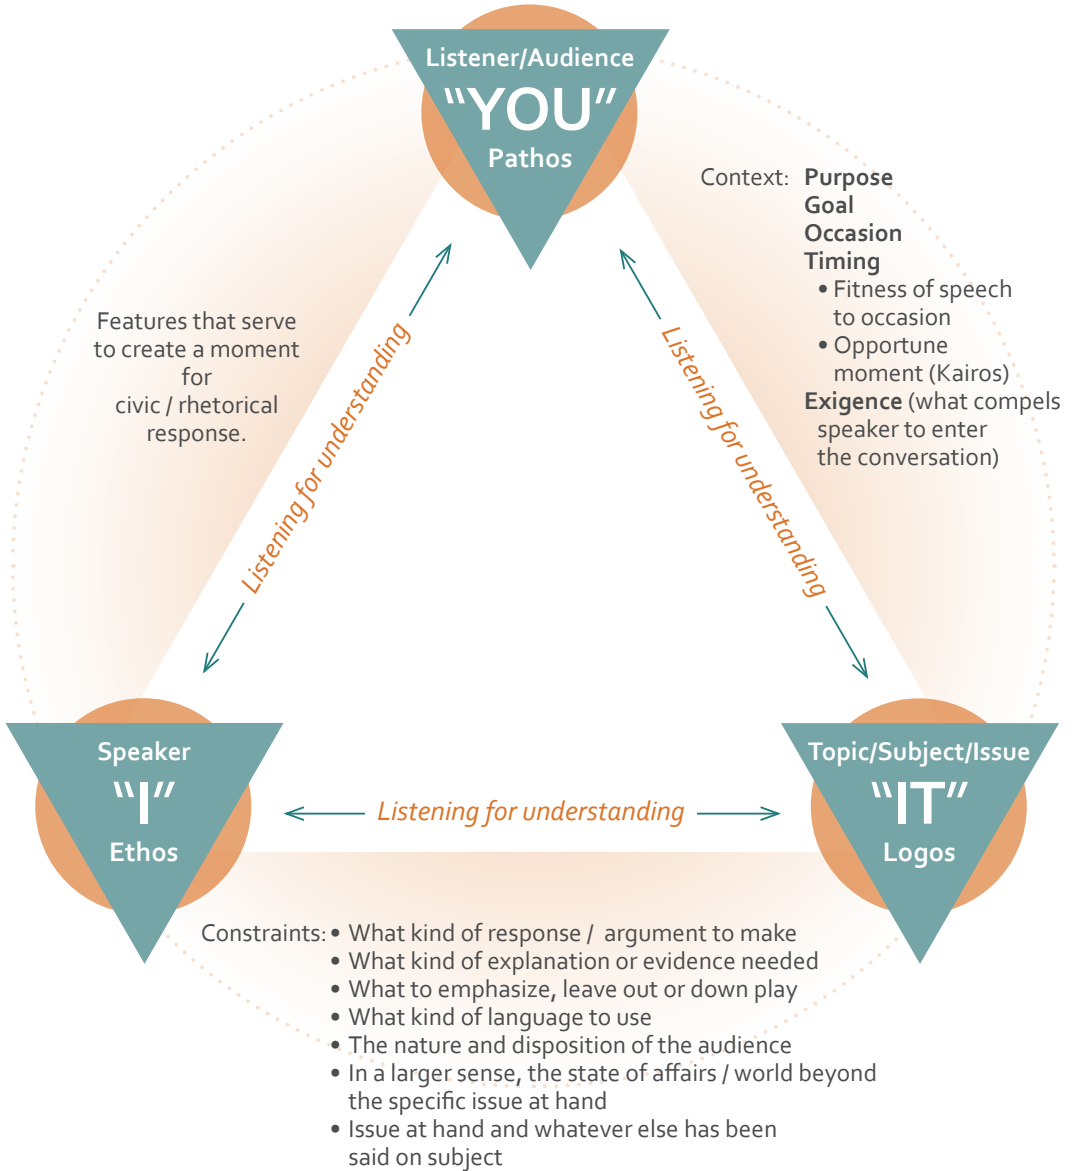 Listener/Audience
“YOU”
Pathos
Context: Purpose
Goal
Occasion
Timing
• Fitness of speech
to occasion
• Opportune
moment (Kairos)
Exigence (what compels
speaker to enter
the conversation)
Features that serve
to create a moment
for
civic / rhetorical
response.
Listening for understanding
Listening for understanding
Speaker
“I”
Ethos
Listening for understanding
Topic/Subject/Issue
“IT”
Logos
Constraints: • What kind of response / argument to make
• What kind of explanation or evidence needed
• What to emphasize, leave out or down play
• What kind of language to use
• The nature and disposition of the audience
• In a larger sense, the state of affairs / world beyond
the specific issue at hand
• Issue at hand and whatever else has been
said on subject